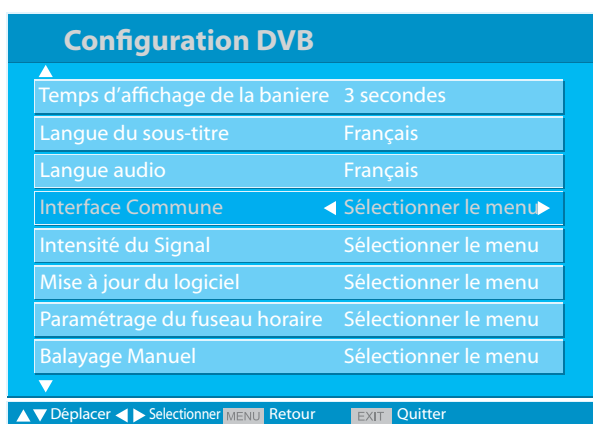 Configuration DVB
Temps d'affichage de la baniere 3 secondes
Langue du sous-titre Français
Langue audio Français
Interface Commune Sélectionner le menu
Intensité du Signal Sélectionner le menu
Mise à jour du logiciel Sélectionner le menu
Paramétrage du fuseau horaire Sélectionner le menu
Balayage Manuel Sélectionner le menu
Déplacer Selectionner MENU Retour EXIT Quitter